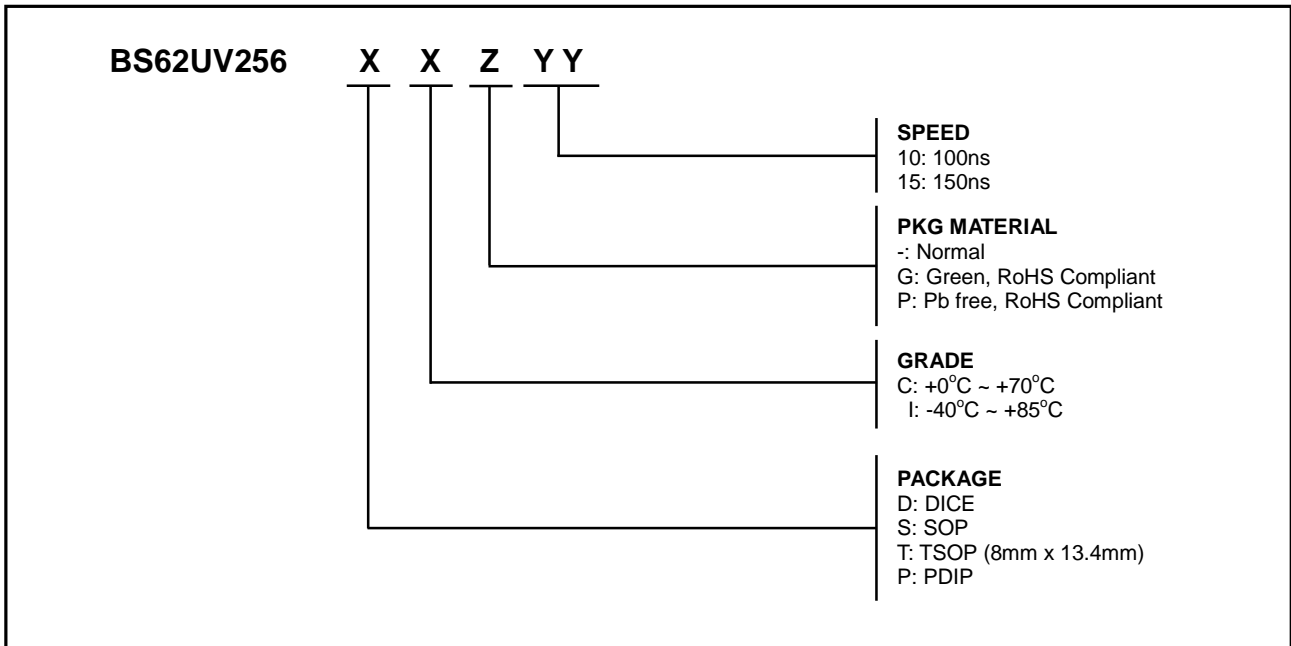 BS62UV256 X X Z Y Y
SPEED
10: 100ns
15: 150ns
PKG MATERIAL
-: Normal
G: Green, RoHS Compliant
P: Pb free, RoHS Compliant
GRADE
C: +0°C ~ +70°C
I: -40°C ~ +85°C
PACKAGE
D: DICE
S: SOP
T: TSOP (8mm x 13.4mm)
P: PDIP